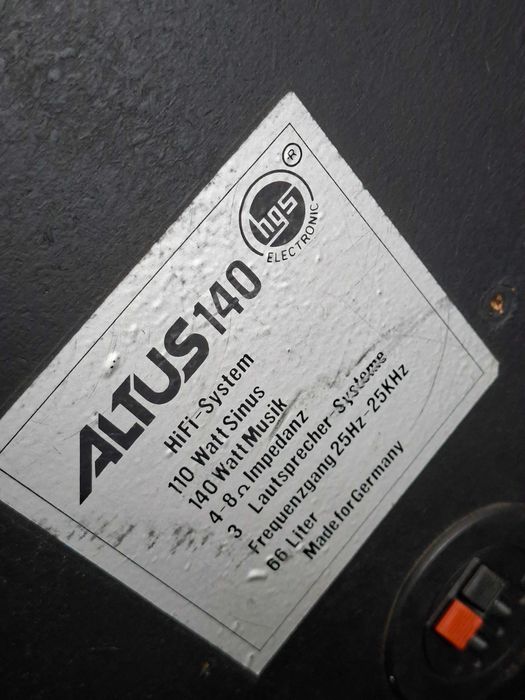 hgs ®
ELECTRONIC
ALTUS 140
HiFi-System
110 Watt Sinus
140 Watt Musik
4-8 Ω Impedanz
3 Lautsprecher-Systeme
Frequenzgang 25Hz-25KHz
66 Liter
Made for Germany